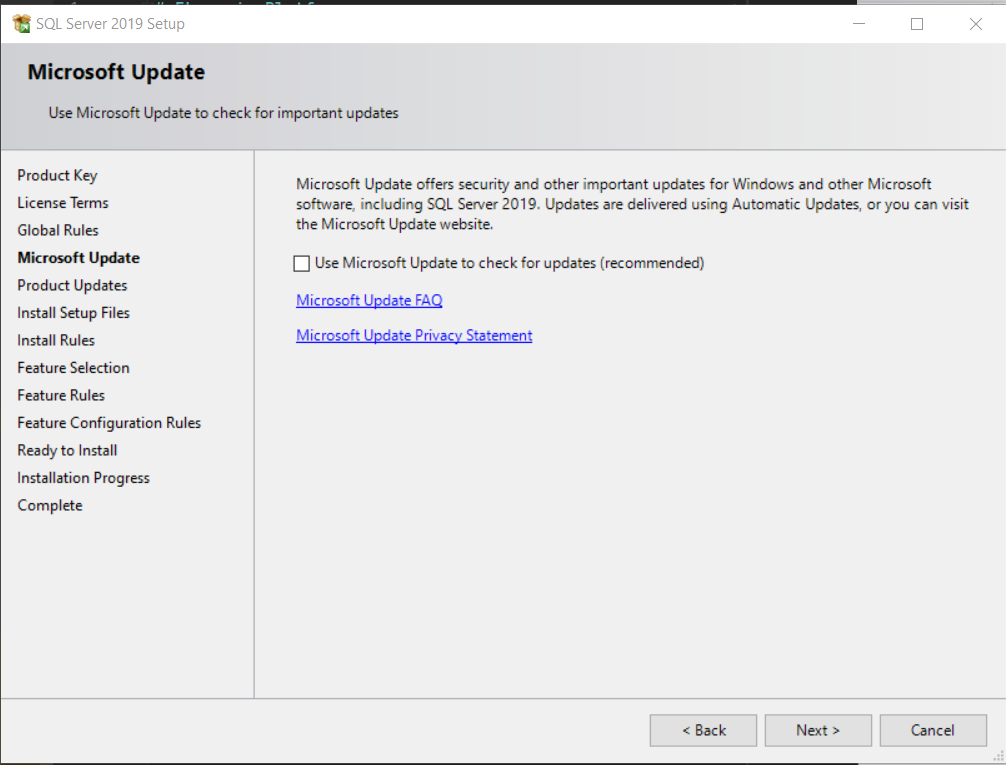 SQL Server 2019 Setup
Microsoft Update
Use Microsoft Update to check for important updates
Product Key
License Terms
Global Rules
Microsoft Update
Product Updates
Install Setup Files
Install Rules
Feature Selection
Feature Rules
Feature Configuration Rules
Ready to Install
Installation Progress
Complete
Microsoft Update offers security and other important updates for Windows and other Microsoft
software, including SQL Server 2019. Updates are delivered using Automatic Updates, or you can visit
the Microsoft Update website.
Use Microsoft Update to check for updates (recommended)
Microsoft Update FAQ
Microsoft Update Privacy Statement
< Back
Next >
Cancel